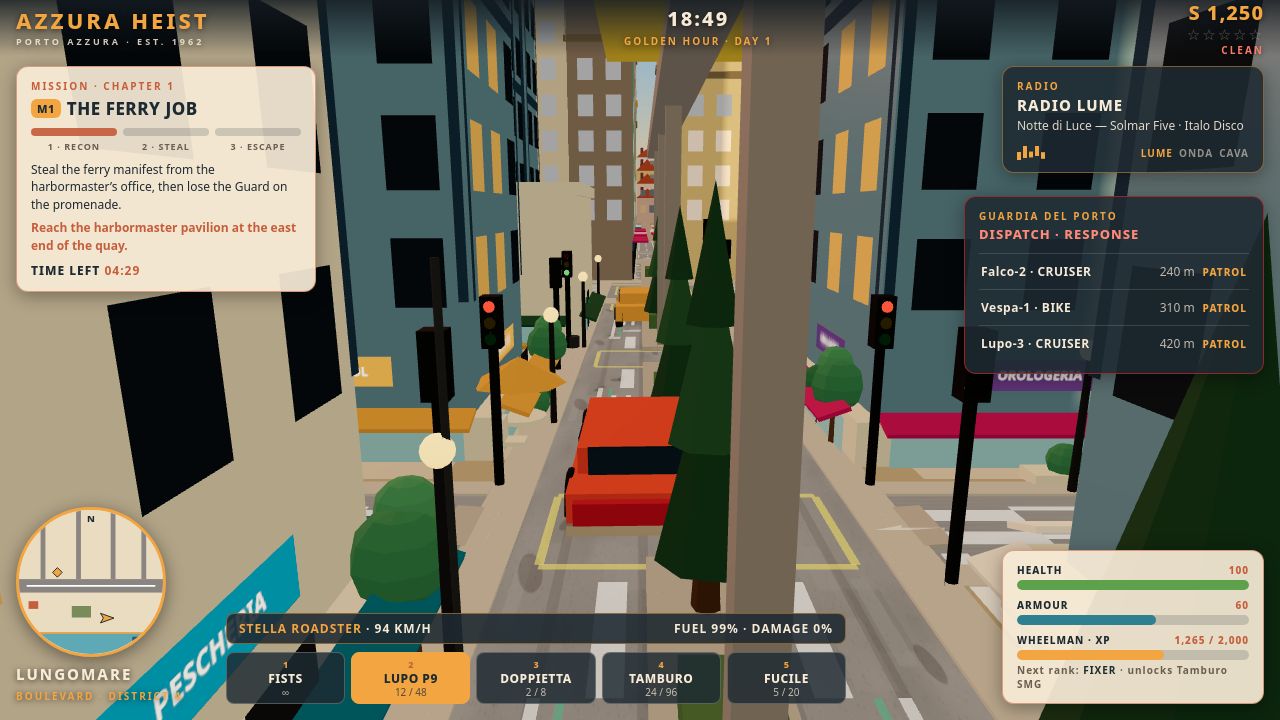 AZZURA HEIST
PORTO AZZURA · EST. 1962
18:49
GOLDEN HOUR · DAY 1
S 1,250
☆☆☆☆☆
CLEAN
MISSION · CHAPTER 1
M1 THE FERRY JOB
1 · RECON 2 · STEAL 3 · ESCAPE
Steal the ferry manifest from the
harbormaster's office, then lose the Guard on
the promenade.
Reach the harbormaster pavilion at the east
end of the quay.
TIME LEFT 04:29
RADIO
RADIO LUME
Notte di Luce — Solmar Five · Italo Disco
LUME ONDA CAVA
GUARDIA DEL PORTO
DISPATCH · RESPONSE
Falco-2 · CRUISER 240 m PATROL
Vespa-1 · BIKE 310 m PATROL
Lupo-3 · CRUISER 420 m PATROL
OROLOGERIA
N
PESCHERIA
LUNGOMARE
BOULEVARD · DISTRICT
STELLA ROADSTER · 94 KM/H FUEL 99% · DAMAGE 0%
1 FISTS ∞
2 LUPO P9 12 / 48
3 DOPPIETTA 2 / 8
4 TAMBURO 24 / 96
5 FUCILE 5 / 20
HEALTH 100
ARMOUR 60
WHEELMAN · XP 1,265 / 2,000
Next rank: FIXER · unlocks Tamburo
SMG